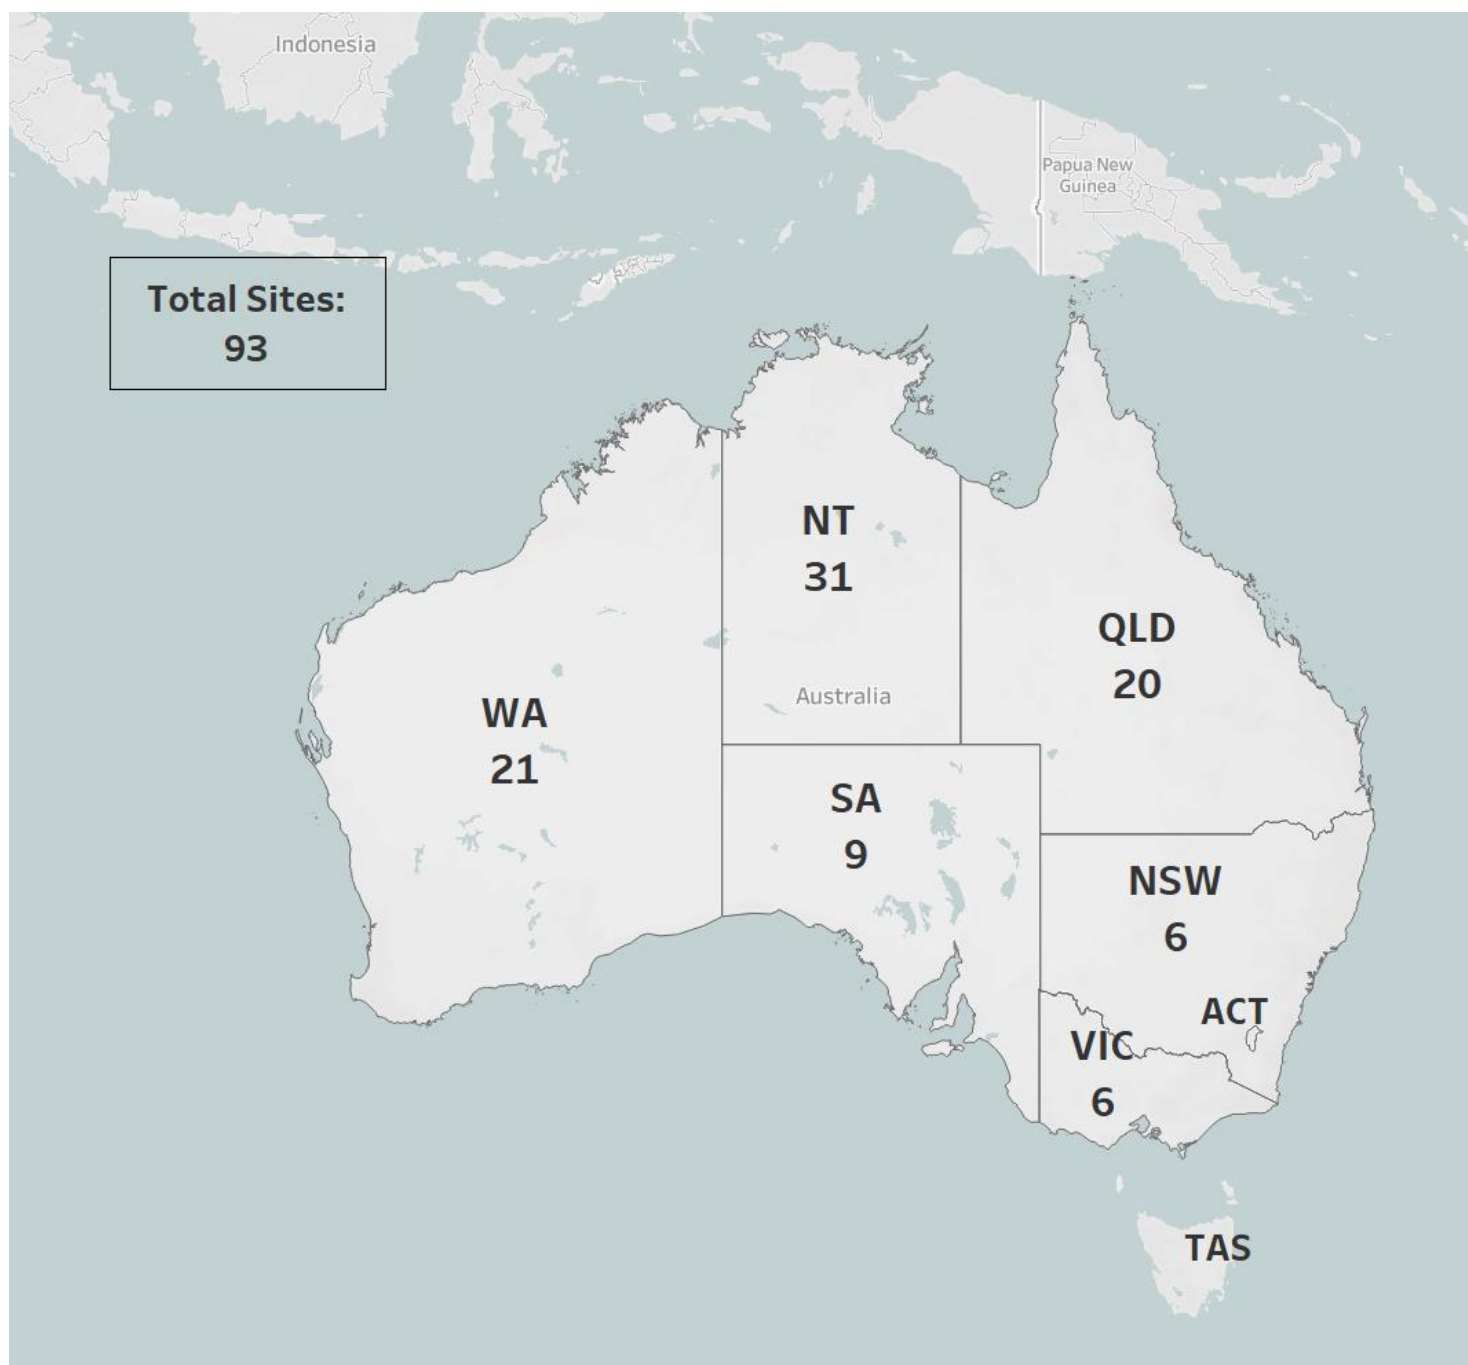 Indonesia
Papua New
Guinea
Total Sites:
93
NT
31
QLD
20
Australia
WA
21
SA
9
NSW
6
ACT
VIC
6
TAS